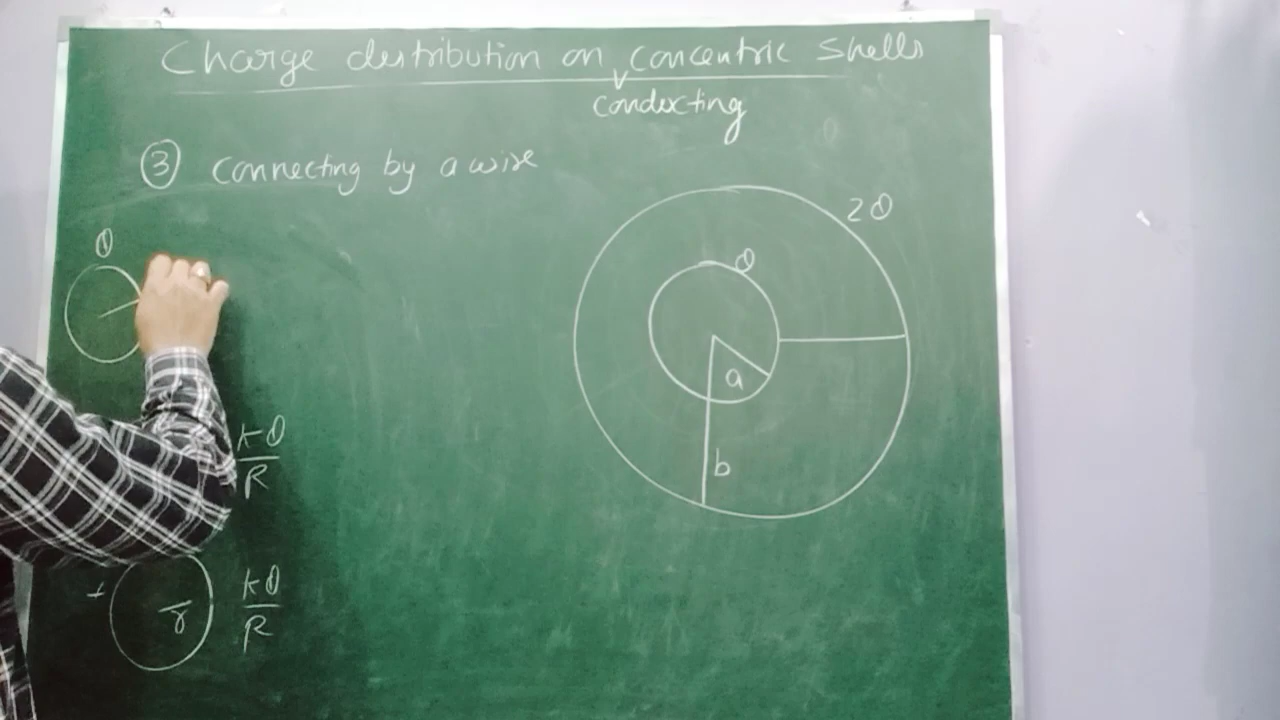 Charge distribution on concentric shells
conducting
③ Connecting by a wire
Q
2Q
Q
a
b
KQ
R
+
r
KQ
R